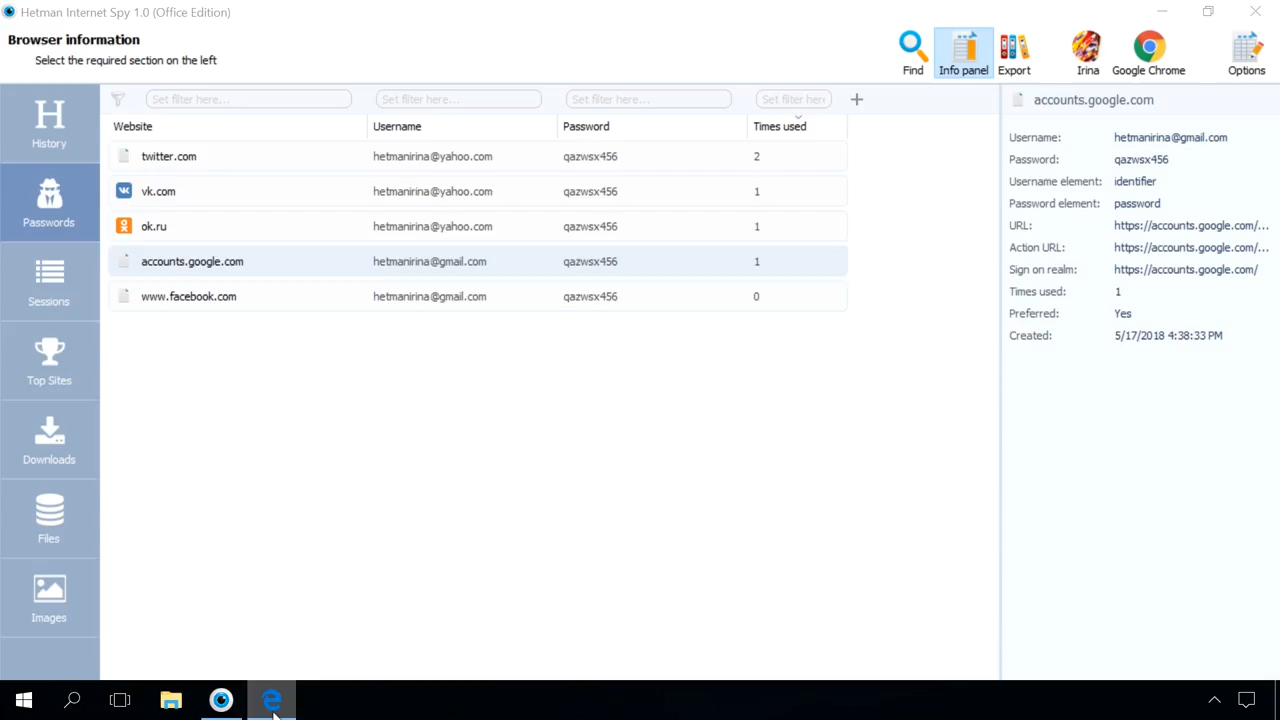 Hetman Internet Spy 1.0 (Office Edition)
Browser information
Select the required section on the left
Find
Info panel
Export
Irina
Google Chrome
Options
History
Passwords
Sessions
Top Sites
Downloads
Files
Images
Set filter here... Set filter here... Set filter here... Set filter here
Website Username Password Times used
twitter.com hetmanirina@yahoo.com qazwsx456 2
vk.com hetmanirina@yahoo.com qazwsx456 1
ok.ru hetmanirina@yahoo.com qazwsx456 1
accounts.google.com hetmanirina@gmail.com qazwsx456 1
www.facebook.com hetmanirina@gmail.com qazwsx456 0
accounts.google.com
Username: hetmanirina@gmail.com
Password: qazwsx456
Username element: identifier
Password element: password
URL: https://accounts.google.com/...
Action URL: https://accounts.google.com/...
Sign on realm: https://accounts.google.com/
Times used: 1
Preferred: Yes
Created: 5/17/2018 4:38:33 PM